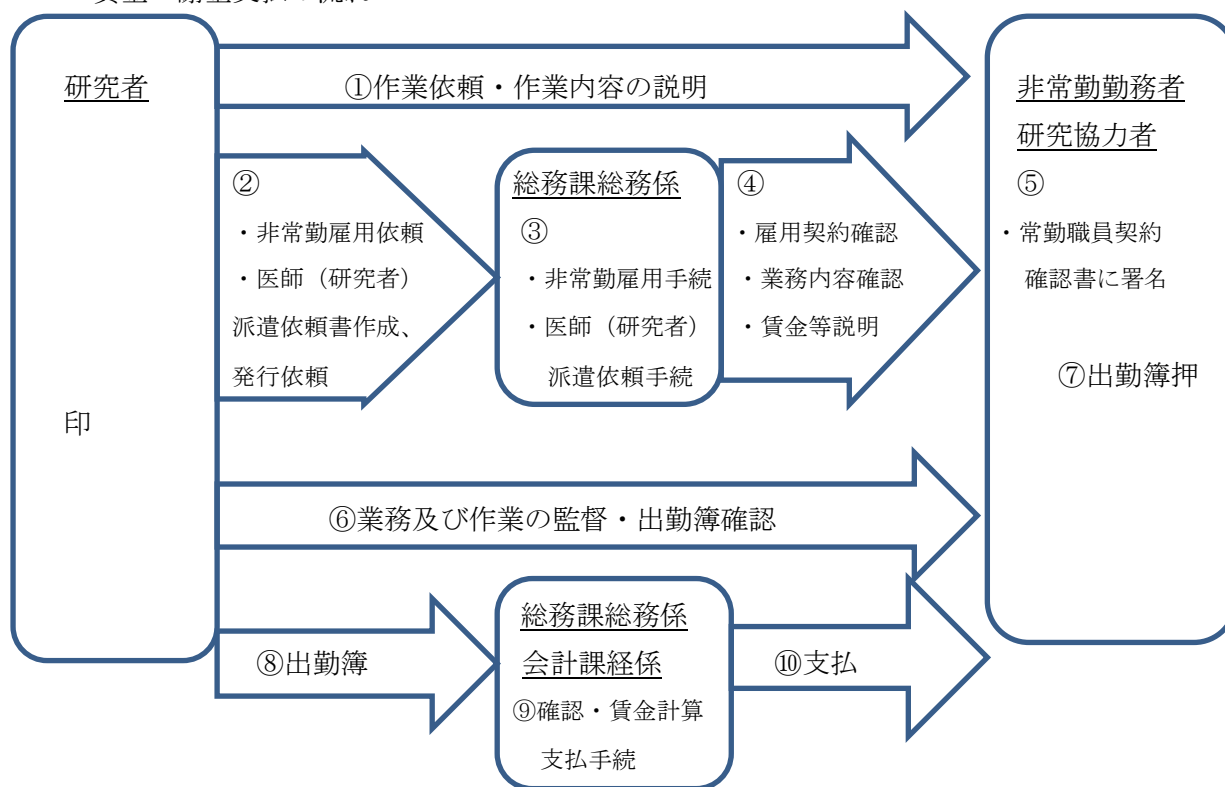 研究者
①作業依頼・作業内容の説明
非常勤勤務者
研究協力者
②
・非常勤雇用依頼
・医師（研究者）
派遣依頼書作成、
発行依頼
総務課総務係
③
・非常勤雇用手続
・医師（研究者）
派遣依頼手続
④
・雇用契約確認
・業務内容確認
・賃金等説明
⑤
・常勤職員契約
確認書に署名
⑦出勤簿押
印
⑥業務及び作業の監督・出勤簿確認
⑧出勤簿
総務課総務係
会計課経係
⑨確認・賃金計算
支払手続
⑩支払